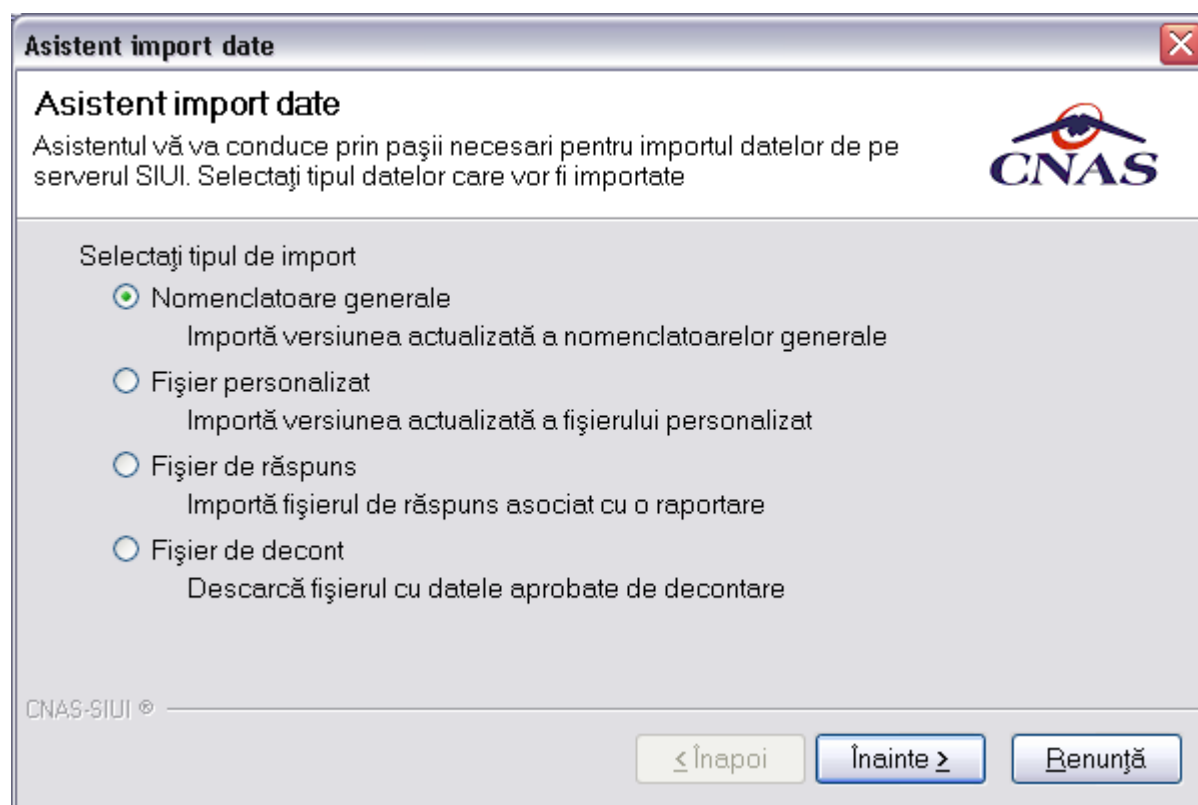 Asistent import date
Asistent import date
Asistentul vă va conduce prin paşii necesari pentru importul datelor de pe
serverul SIUI. Selectaţi tipul datelor care vor fi importate
CNAS
Selectaţi tipul de import
Nomenclatoare generale
Importă versiunea actualizată a nomenclatoarelor generale
Fişier personalizat
Importă versiunea actualizată a fişierului personalizat
Fişier de răspuns
Importă fişierul de răspuns asociat cu o raportare
Fişier de decont
Descarcă fişierul cu datele aprobate de decontare
CNAS-SIUI ®
< Înapoi
Înainte >
Renunţă